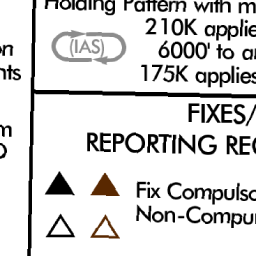 Holding Pattern with m
210K applie
(IAS)
6000' to a
175K applies
FIXES/
REPORTING RE
Fix Compulso
Non-Compu
on
nts
m